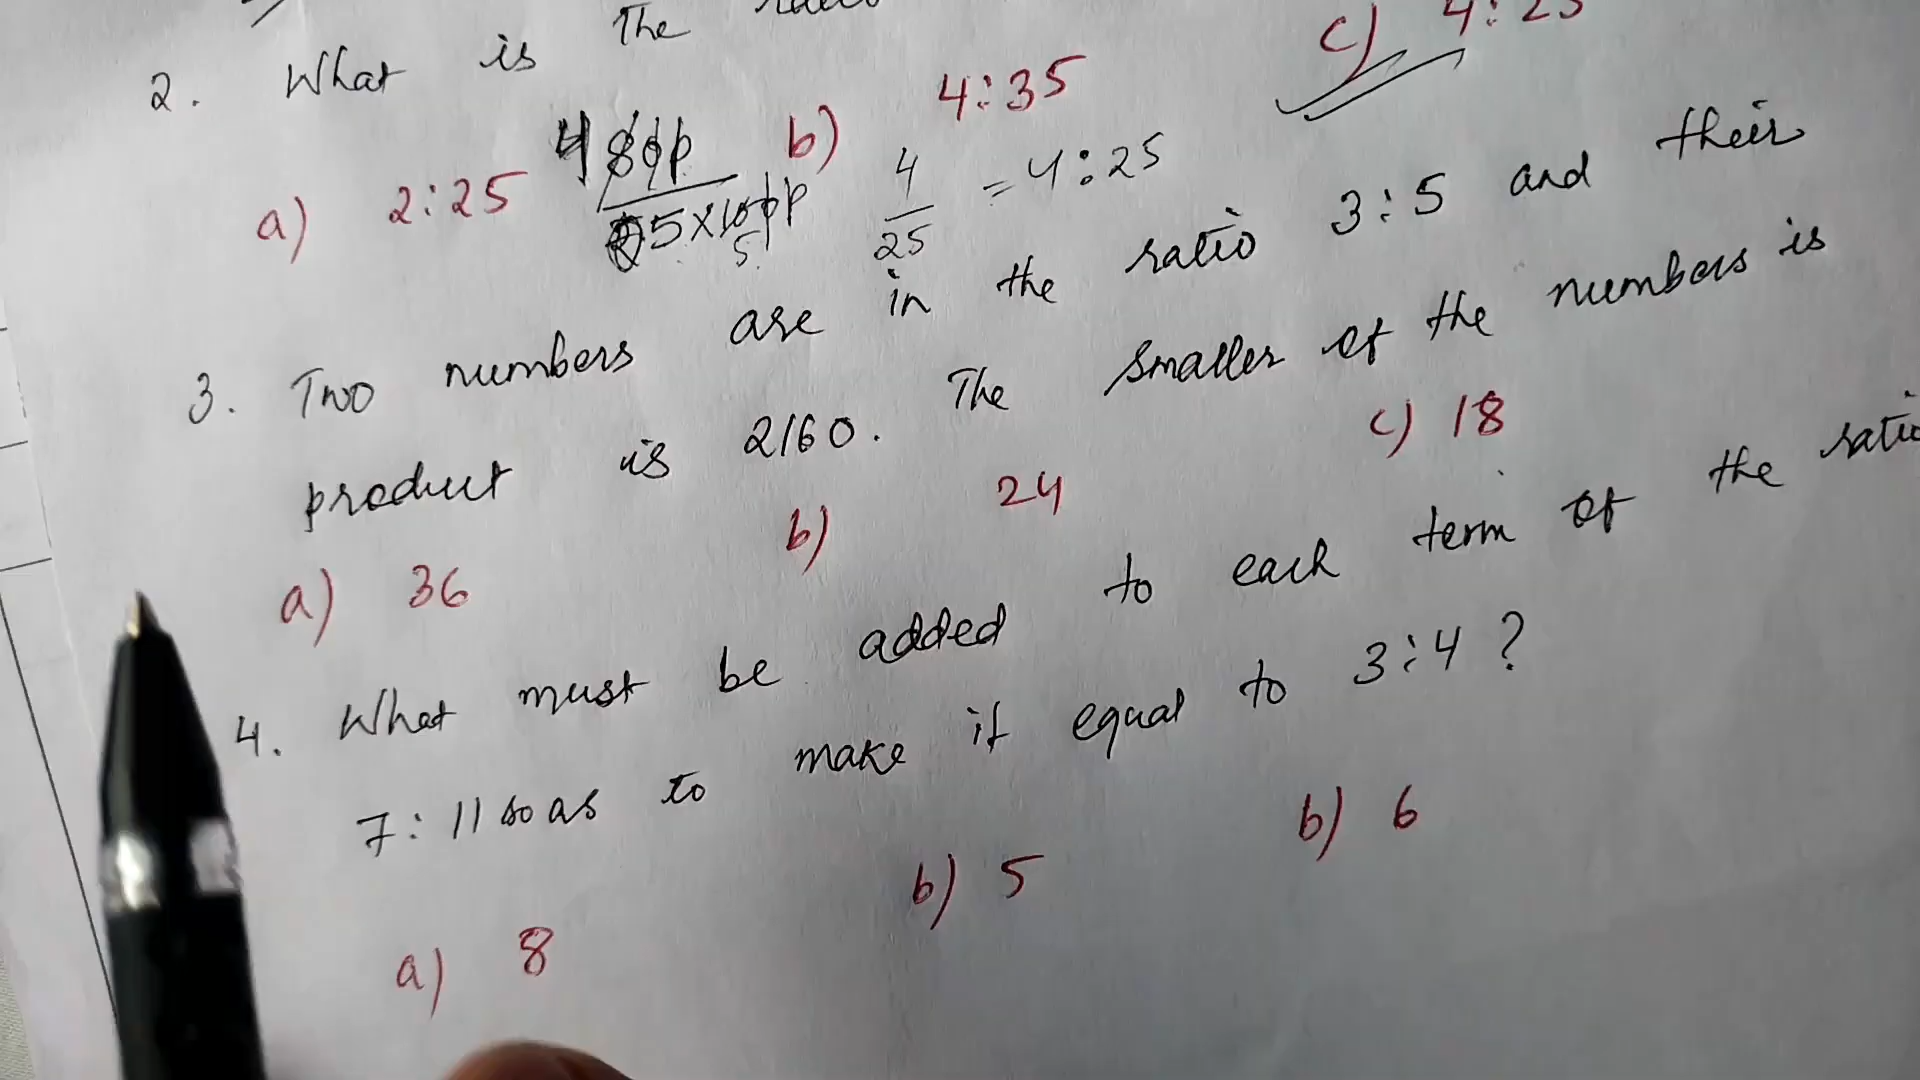 2. What is the
c) 4:25
a) 2:25 b) 4:35
4 80p
5x100p
4/25 = 4:25
3. Two numbers are in the ratio 3:5 and their
product is 2160. The smaller of the numbers is
a) 36 b) 24 c) 18
4. What must be added to each term of the ratio
7:11 so as to make it equal to 3:4?
a) 8 b) 5 b) 6